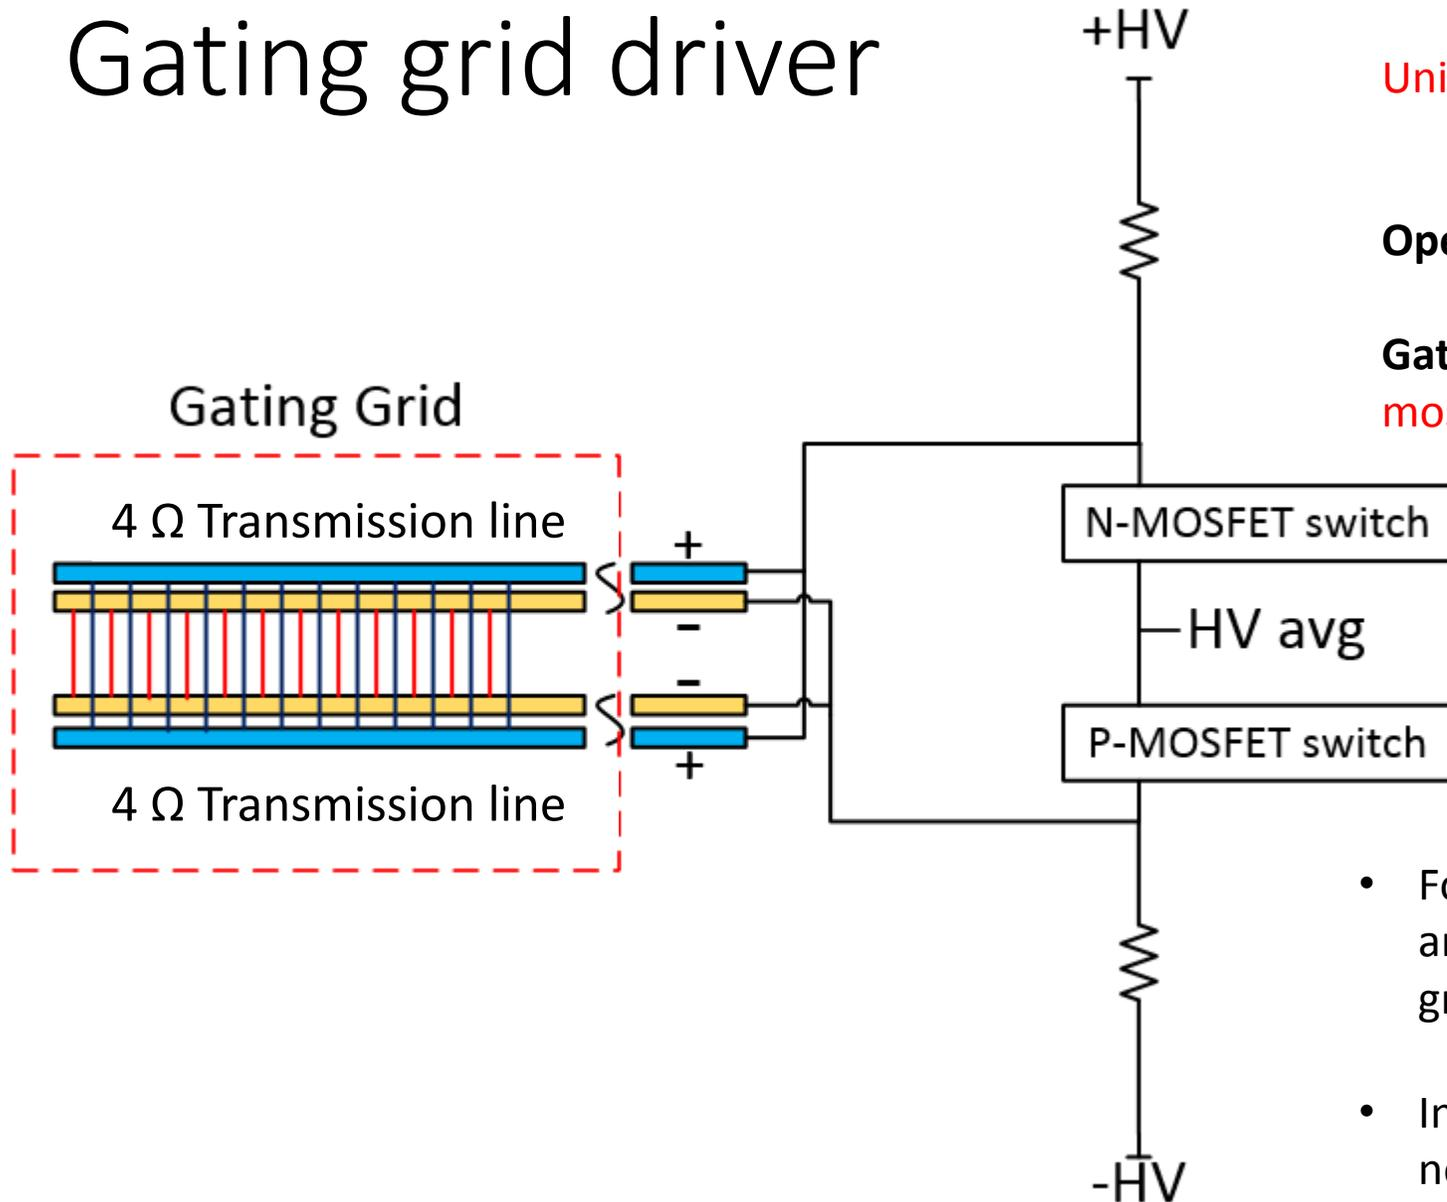 Gating grid driver
+HV
Gating Grid
4 Ω Transmission line
+
-
-
+
4 Ω Transmission line
N-MOSFET switch
HV avg
P-MOSFET switch
-HV